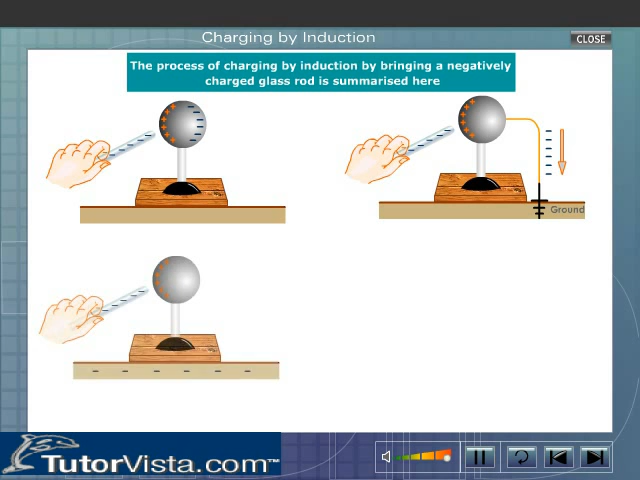 Charging by Induction
CLOSE
The process of charging by induction by bringing a negatively
charged glass rod is summarised here
Ground
TutorVista.com™